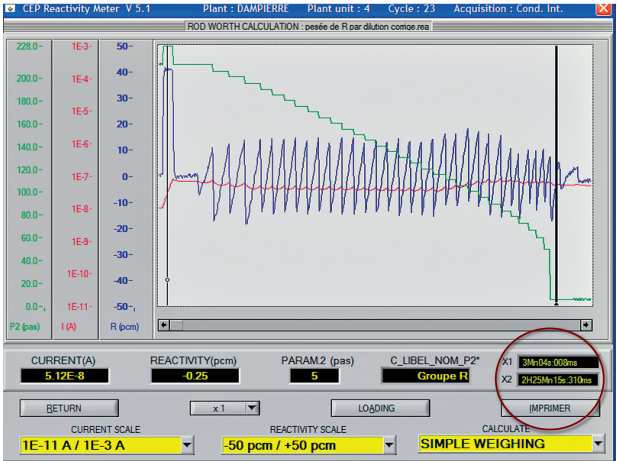 CEP Reactivity Meter V 5.1 Plant : DAMPIERRE Plant unit : 4 Cycle : 23 Acquisition : Cond. Int.
ROD WORTH CALCULATION : pesée de R par dilution corrige.rea
228.0 1E-3 50
200.0 1E-4 40
180.0 1E-5 30
160.0 1E-6 20
140.0 1E-7 10
120.0 1E-8 0
100.0 1E-9 -10
80.0 1E-10 -20
60.0 1E-11 -30
40.0 -40
20.0 -50
0.0
P2 (pas) I (A) R (pcm)
CURRENT(A) REACTIVITY(pcm) PARAM.2 (pas) C_LIBEL_NOM_P2* X1 3Mn04s:008ms
5.12E-8 -0.25 5 Groupe R X2 2H25Mn15s:310ms
RETURN x 1 LOADING IMPRIMER
CURRENT SCALE REACTIVITY SCALE CALCULATE
1E-11 A / 1E-3 A -50 pcm / +50 pcm SIMPLE WEIGHING